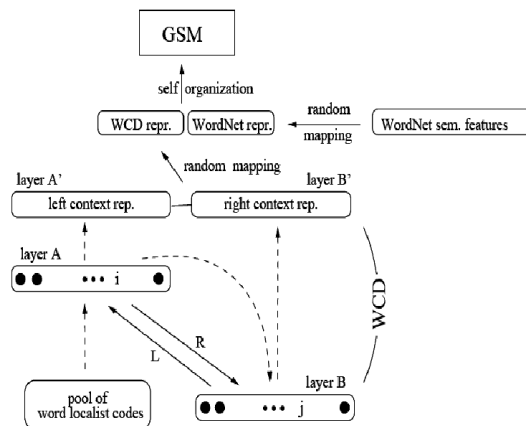 GSM
self organization
WCD repr. WordNet repr.
random
mapping
WordNet sem. features
random mapping
layer A'
layer B'
left context rep.
right context rep.
layer A
••• i
WCD
R
L
pool of
word localist codes
layer B
••• j